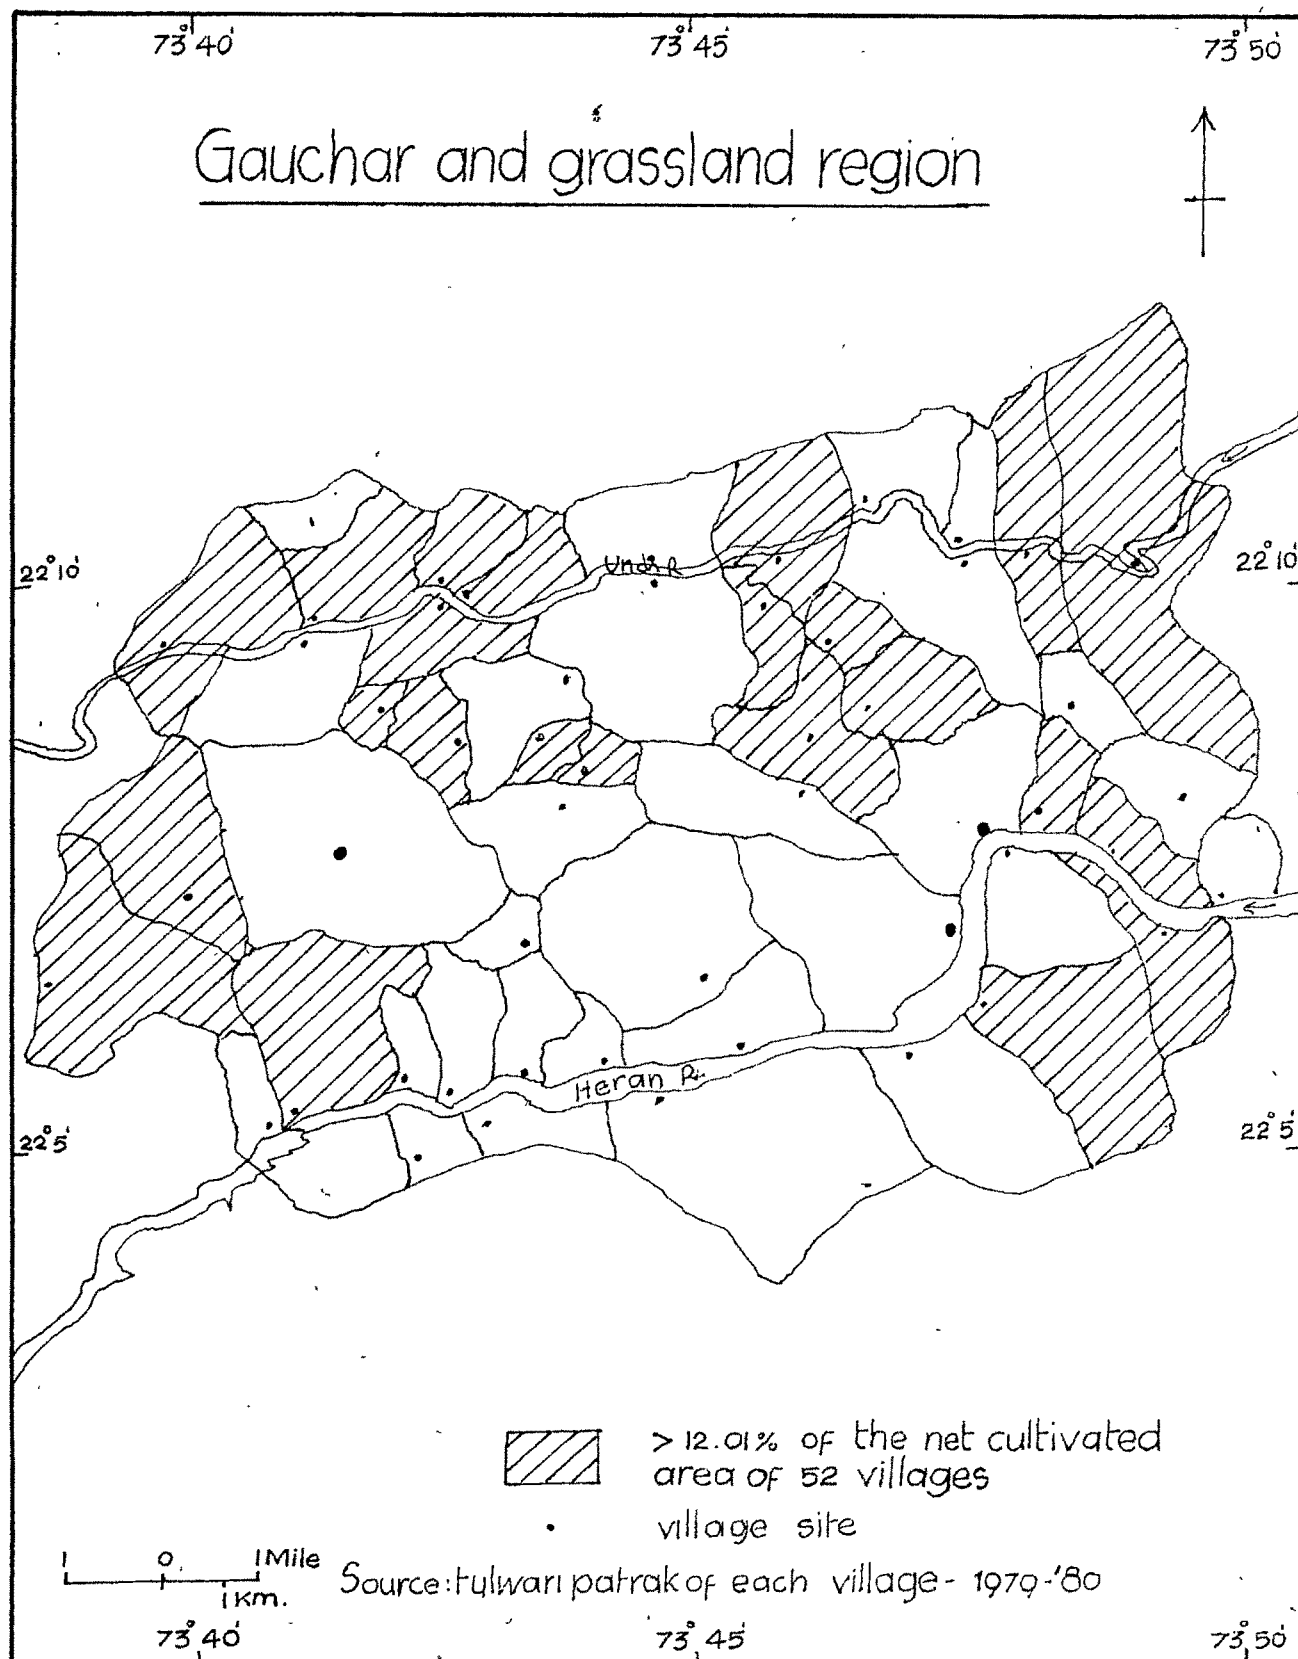 73°40' 73°45' 73°50'
Gauchar and grassland region
Undi R
22°10' 22°10'
Heran R.
22°5' 22°5'
> 12.01% of the net cultivated
area of 52 villages
village site
1 0 1 Mile
1 Km.
Source: tulwari patrak of each village - 1979-'80
73°40' 73°45' 73°50'